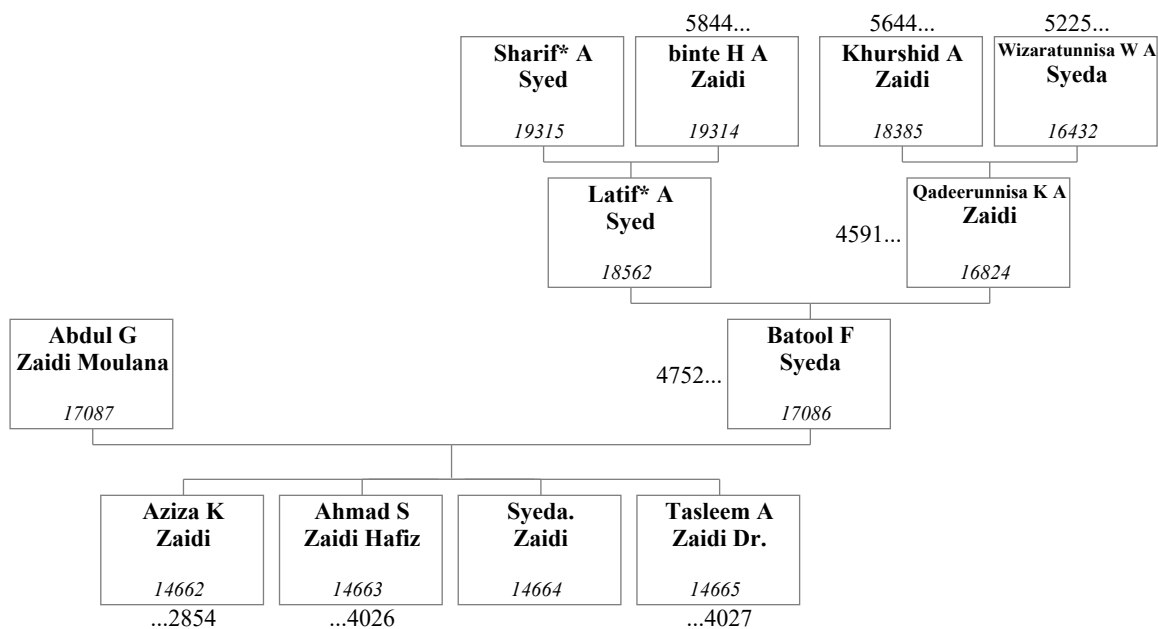 5844...
5644...
5225...
Sharif* A
Syed
19315
binte H A
Zaidi
19314
Khurshid A
Zaidi
18385
Wizaratunnisa W A
Syeda
16432
Latif* A
Syed
18562
4591...
Qadeerunnisa K A
Zaidi
16824
Abdul G
Zaidi Moulana
17087
4752...
Batool F
Syeda
17086
Aziza K
Zaidi
14662
...2854
Ahmad S
Zaidi Hafiz
14663
...4026
Syeda.
Zaidi
14664
Tasleem A
Zaidi Dr.
14665
...4027